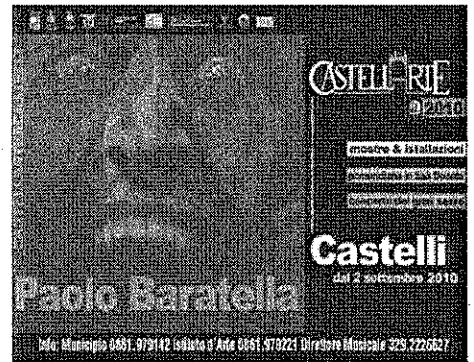 CASTELLARTE
@2010
mostre & istallazioni
Castelli
dal 2 settembre 2010
Paolo Baratella
Info: Municipio 0861.979142 Istituto d'Arte 0861.979221 Direttore Musicale 329.2226627